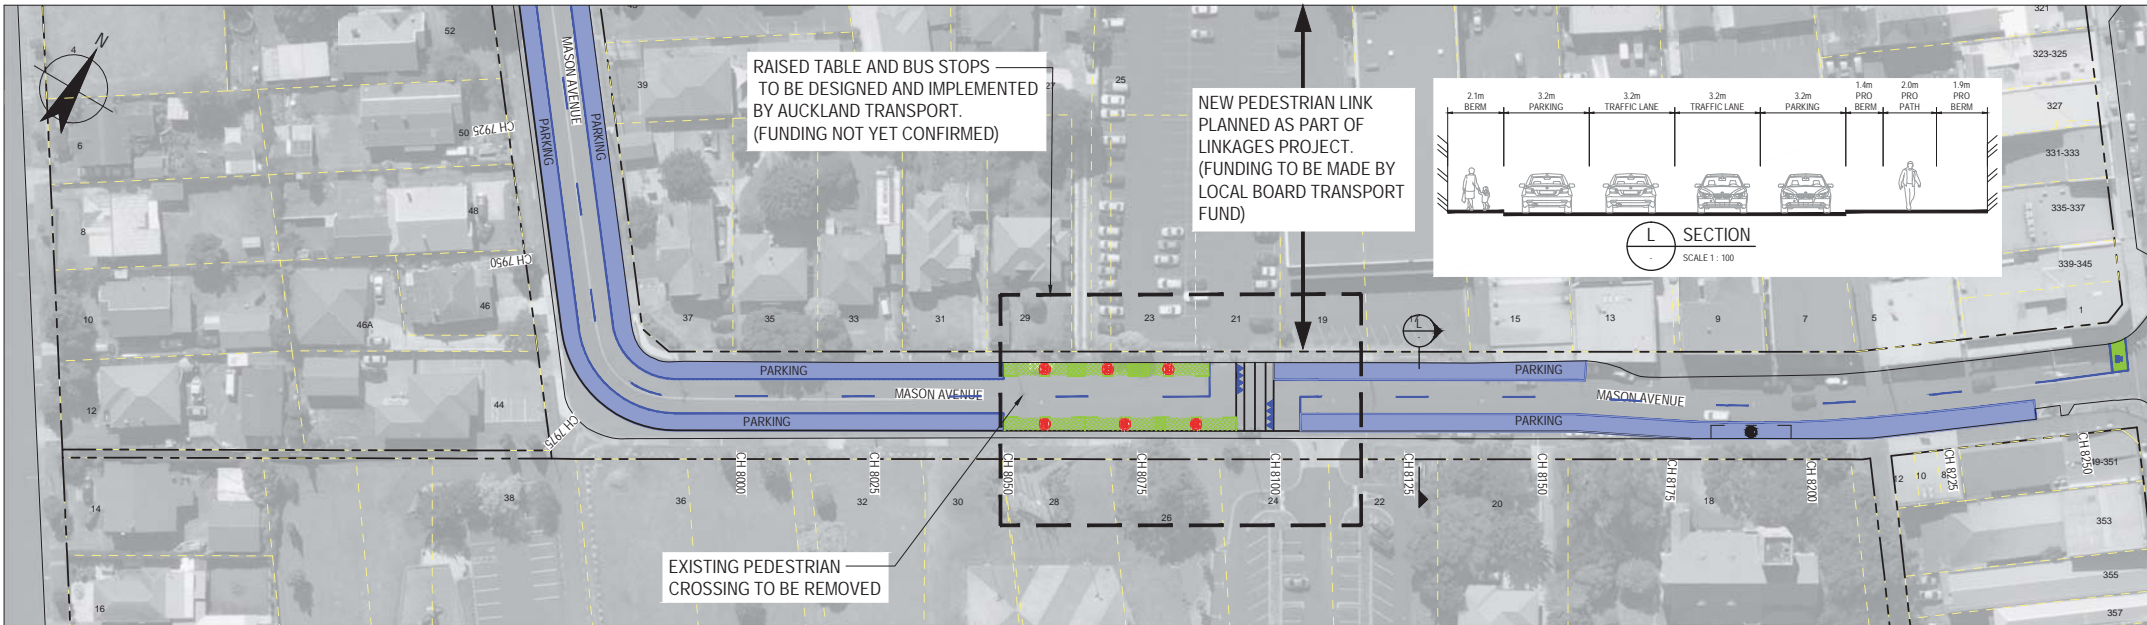 N
4
6
8
10
12
14
16
52
50
48
46
46A
44
CH 7925
CH 7950
CH 7975
MASON AVENUE
PARKING
PARKING
39
37
35
33
31
29
27
25
23
21
19
17
15
13
9
7
5
1
RAISED TABLE AND BUS STOPS
TO BE DESIGNED AND IMPLEMENTED
BY AUCKLAND TRANSPORT.
(FUNDING NOT YET CONFIRMED)
NEW PEDESTRIAN LINK
PLANNED AS PART OF
LINKAGES PROJECT.
(FUNDING TO BE MADE BY
LOCAL BOARD TRANSPORT
FUND)
2.1m
BERM
3.2m
PARKING
3.2m
TRAFFIC LANE
3.2m
TRAFFIC LANE
3.2m
PARKING
1.4m
PRO
BERM
2.0m
PRO
PATH
1.9m
PRO
BERM
L
SECTION
-
SCALE 1 : 100
321
323-325
327
331-333
335-337
339-345
L
-
PARKING
MASON AVENUE
PARKING
PARKING
MASON AVENUE
PARKING
CH 8000
CH 8025
CH 8050
CH 8075
CH 8100
CH 8125
CH 8150
CH 8175
CH 8200
CH 8225
CH 8250
38
36
32
30
28
26
24
22
20
18
12
10
8
49-351
353
355
357
EXISTING PEDESTRIAN
CROSSING TO BE REMOVED